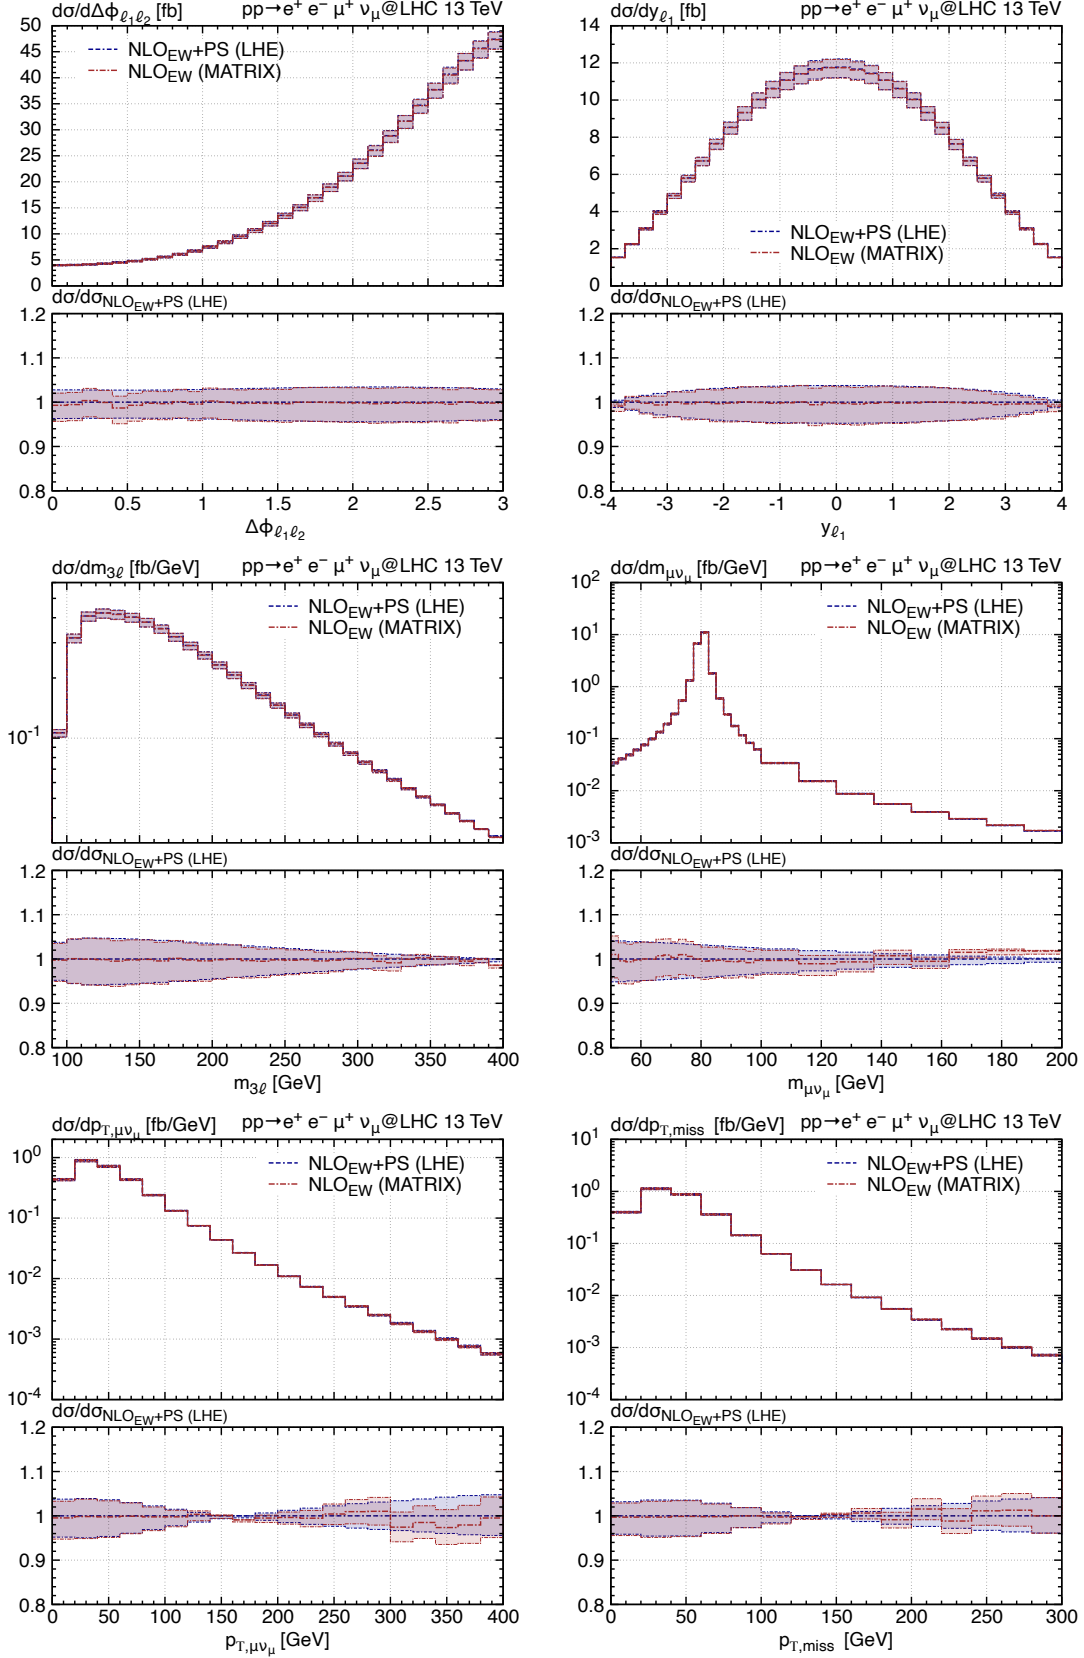 dσ/dΔϕℓ1ℓ2 [fb] pp→e+ e− μ+ νμ@LHC 13 TeV
NLOEW+PS (LHE)
NLOEW (MATRIX)
50
45
40
35
30
25
20
15
10
5
0
dσ/dσNLOEW+PS (LHE)
1.2
1.1
1
0.9
0.8
0 0.5 1 1.5 2 2.5 3
Δϕℓ1ℓ2
dσ/dyℓ1 [fb] pp→e+ e− μ+ νμ@LHC 13 TeV
14
12
10
8
6
4
2
0
NLOEW+PS (LHE)
NLOEW (MATRIX)
dσ/dσNLOEW+PS (LHE)
1.2
1.1
1
0.9
0.8
-4 -3 -2 -1 0 1 2 3 4
yℓ1
dσ/dm3ℓ [fb/GeV] pp→e+ e− μ+ νμ@LHC 13 TeV
NLOEW+PS (LHE)
NLOEW (MATRIX)
10-1
dσ/dσNLOEW+PS (LHE)
1.2
1.1
1
0.9
0.8
100 150 200 250 300 350 400
m3ℓ [GeV]
dσ/dmμνμ [fb/GeV] pp→e+ e− μ+ νμ@LHC 13 TeV
NLOEW+PS (LHE)
NLOEW (MATRIX)
102
101
100
10-1
10-2
10-3
dσ/dσNLOEW+PS (LHE)
1.2
1.1
1
0.9
0.8
60 80 100 120 140 160 180 200
mμνμ [GeV]
dσ/dpT,μνμ [fb/GeV] pp→e+ e− μ+ νμ@LHC 13 TeV
NLOEW+PS (LHE)
NLOEW (MATRIX)
100
10-1
10-2
10-3
10-4
dσ/dσNLOEW+PS (LHE)
1.2
1.1
1
0.9
0.8
0 50 100 150 200 250 300 350 400
pT,μνμ [GeV]
dσ/dpT,miss [fb/GeV] pp→e+ e− μ+ νμ@LHC 13 TeV
NLOEW+PS (LHE)
NLOEW (MATRIX)
101
100
10-1
10-2
10-3
10-4
dσ/dσNLOEW+PS (LHE)
1.2
1.1
1
0.9
0.8
0 50 100 150 200 250 300
pT,miss [GeV]